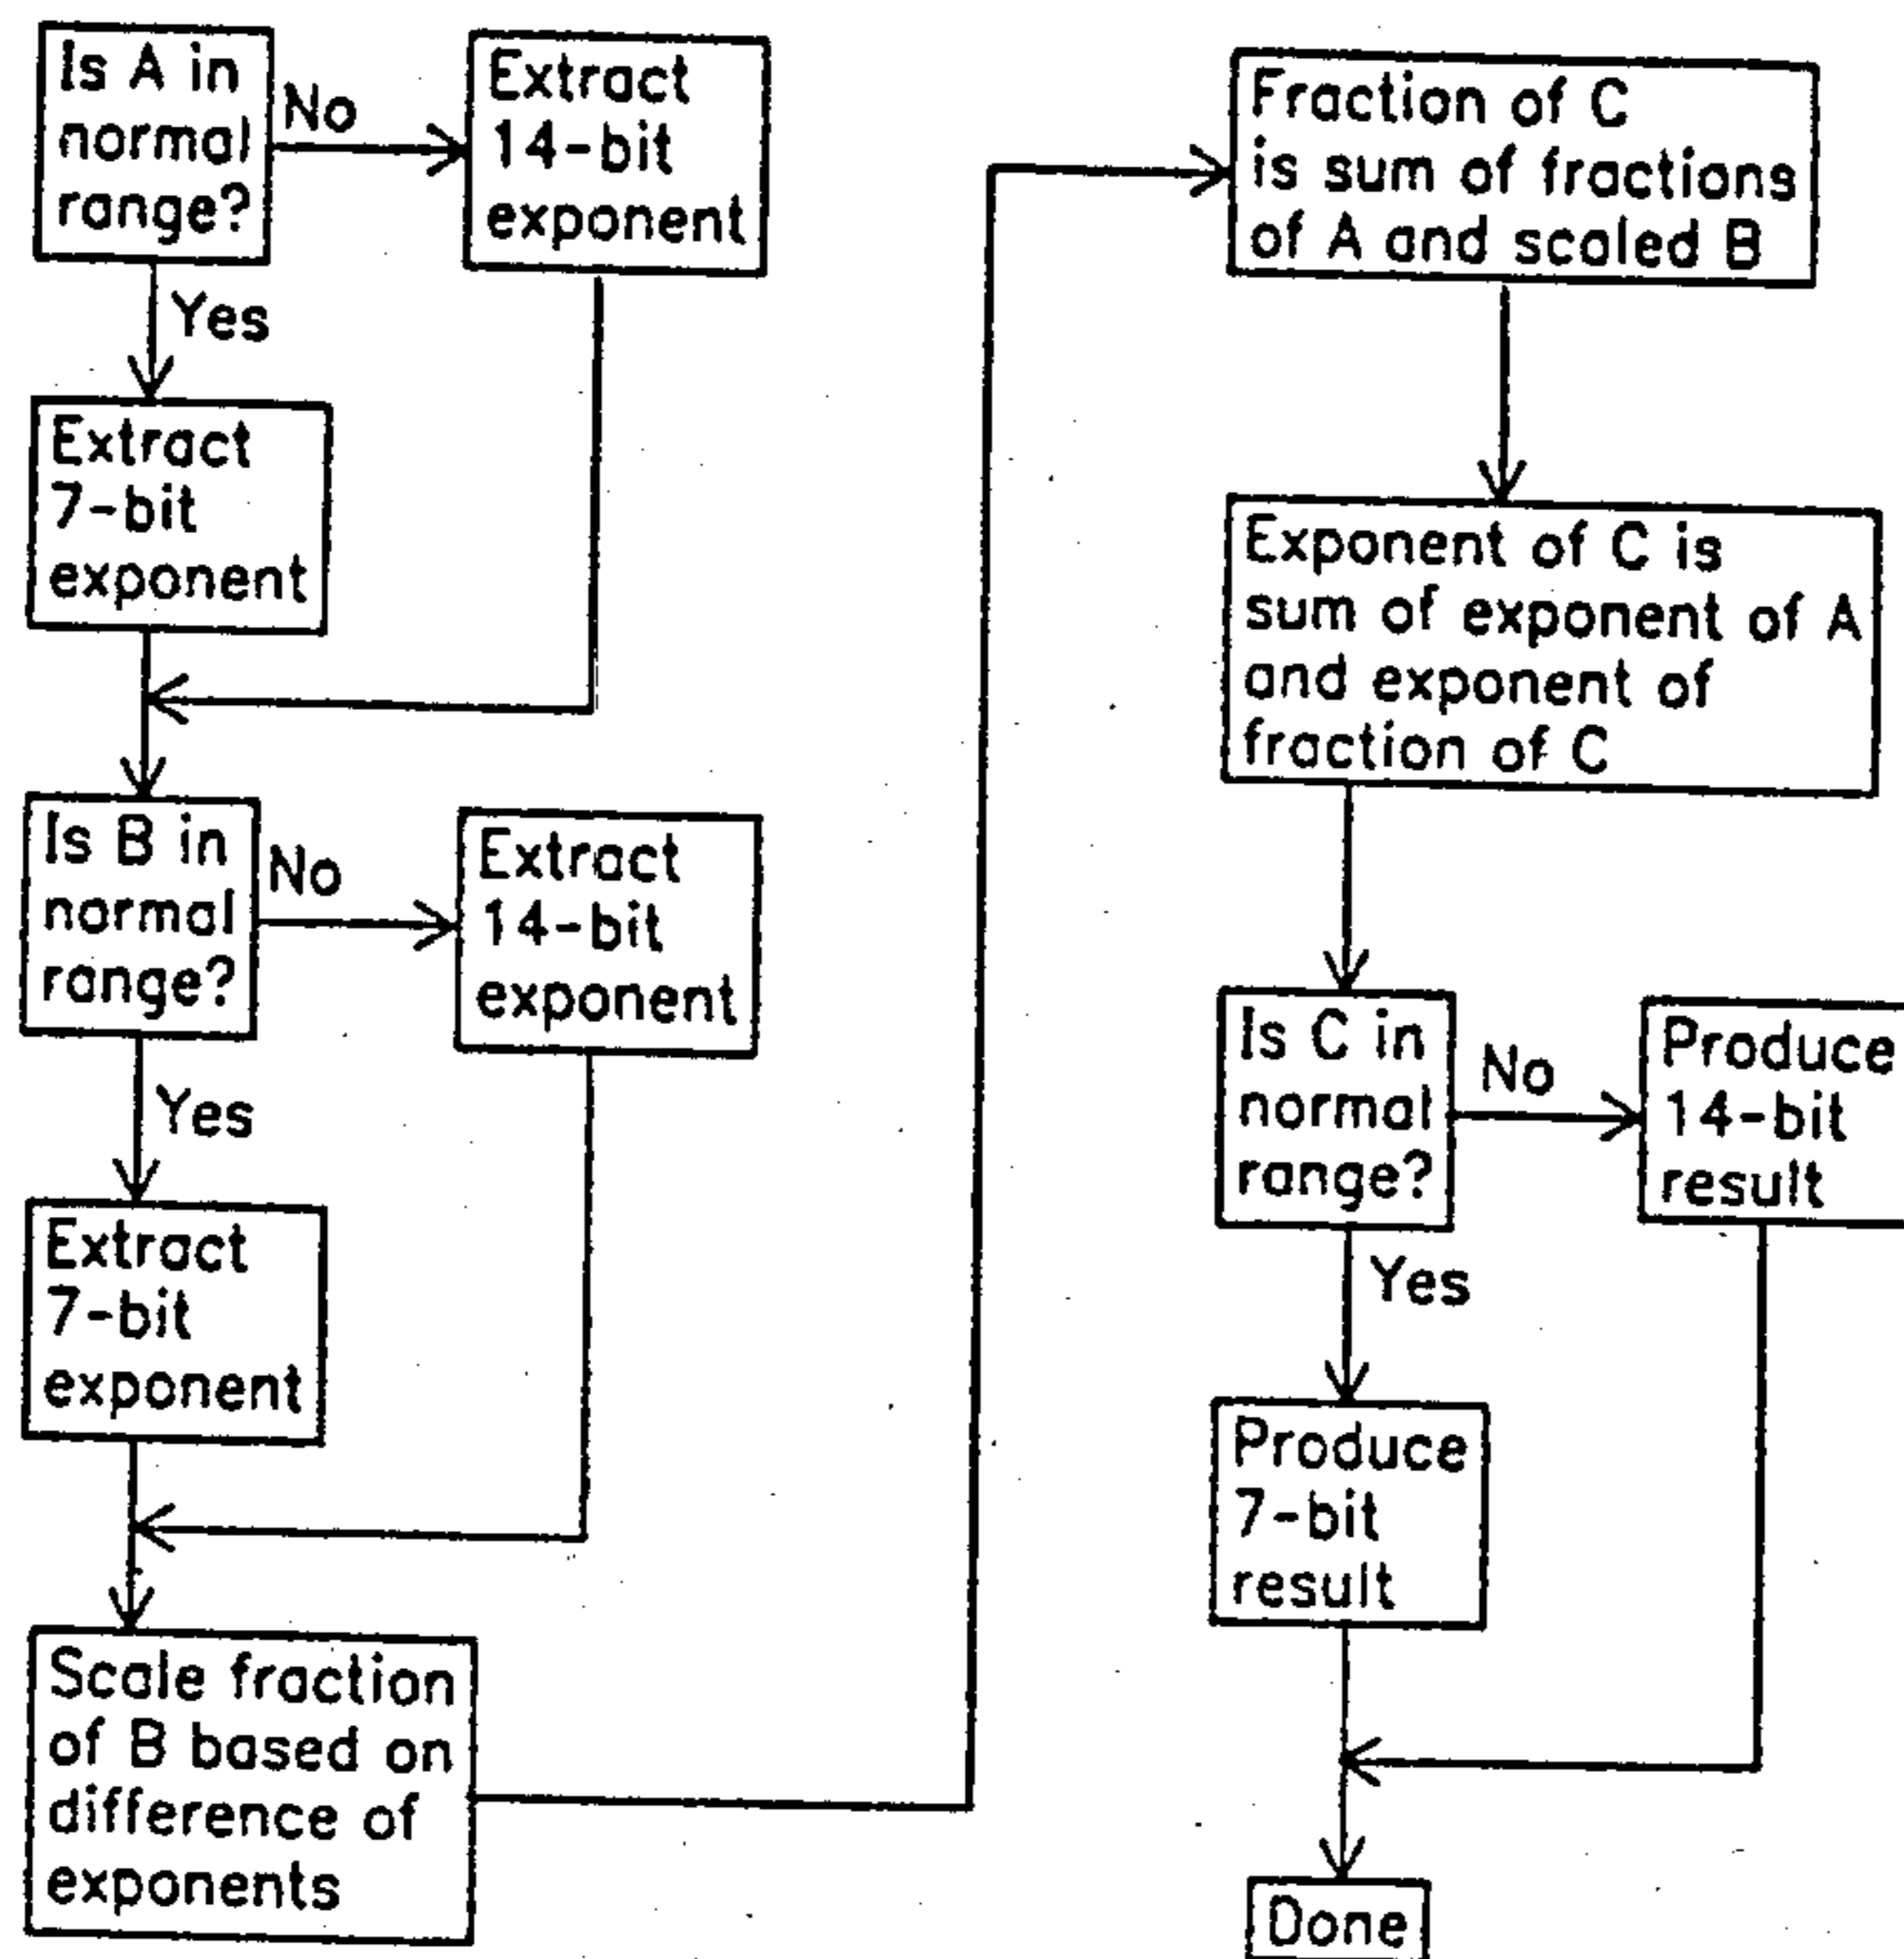 Is A in
normal
range?
No
Extract
14-bit
exponent
Yes
Extract
7-bit
exponent
Is B in
normal
range?
No
Extract
14-bit
exponent
Yes
Extract
7-bit
exponent
Scale fraction
of B based on
difference of
exponents
Fraction of C
is sum of fractions
of A and scaled B
Exponent of C is
sum of exponent of A
and exponent of
fraction of C
Is C in
normal
range?
No
Produce
14-bit
result
Yes
Produce
7-bit
result
Done